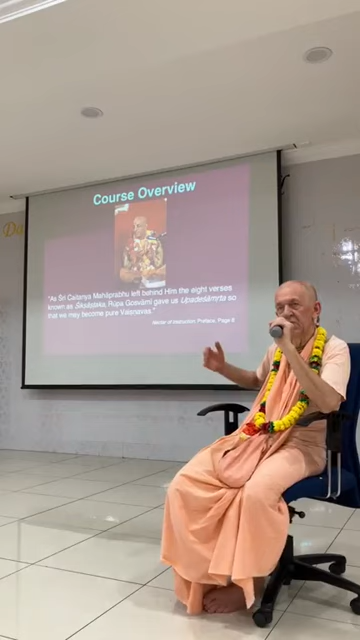 Course Overview
"As Śrī Caitanya Mahāprabhu left behind Him the eight verses
known as Śikṣāṣṭaka, Rūpa Gosvāmī gave us Upadeśāmṛta so
that we may become pure Vaiṣṇavas."
Nectar of Instruction Preface, Page 8